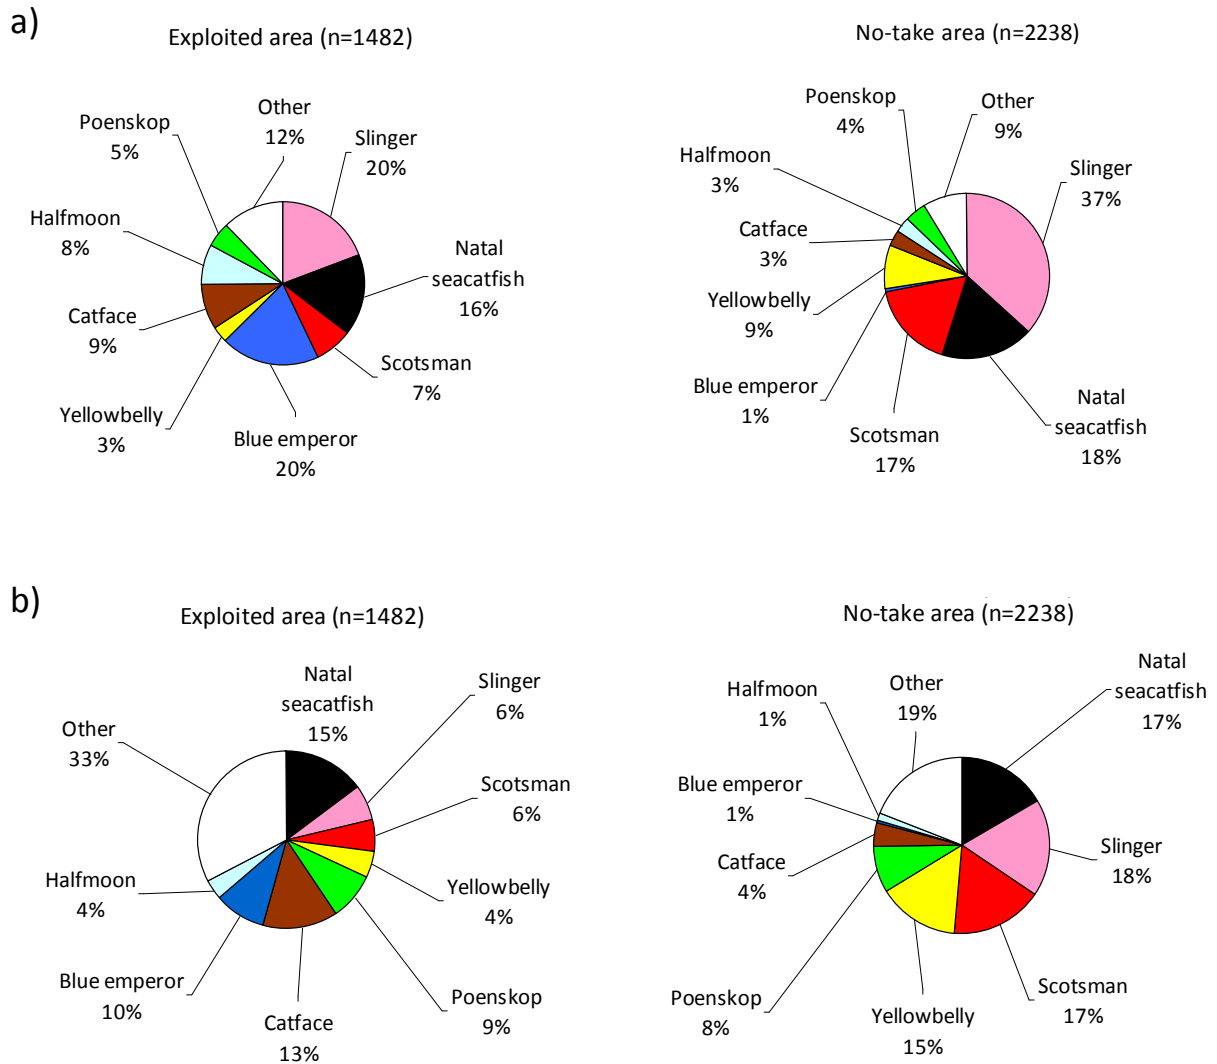 a)
Exploited area (n=1482)
Other
12%
Poenskop
5%
Slinger
20%
Halfmoon
8%
Natal
seacatfish
16%
Catface
9%
Scotsman
7%
Yellowbelly
3%
Blue emperor
20%
No-take area (n=2238)
Poenskop
4%
Other
9%
Halfmoon
3%
Slinger
37%
Catface
3%
Yellowbelly
9%
Blue emperor
1%
Natal
seacatfish
18%
Scotsman
17%
b)
Exploited area (n=1482)
Natal
seacatfish
15%
Slinger
6%
Other
33%
Scotsman
6%
Halfmoon
4%
Yellowbelly
4%
Blue emperor
10%
Poenskop
9%
Catface
13%
No-take area (n=2238)
Natal
seacatfish
17%
Halfmoon
1%
Other
19%
Blue emperor
1%
Slinger
18%
Catface
4%
Scotsman
17%
Poenskop
8%
Yellowbelly
15%